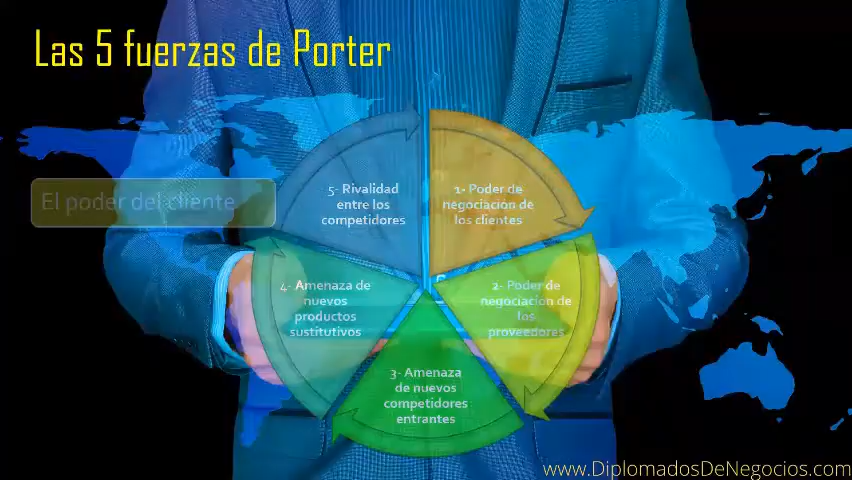 Las 5 fuerzas de Porter
El poder del cliente
5- Rivalidad
entre los
competidores
1- Poder de
negociación de
los clientes
4- Amenaza de
nuevos
productos
sustitutivos
2- Poder de
negociación de
los
proveedores
3- Amenaza
de nuevos
competidores
entrantes
www.DiplomadosDeNegocios.com